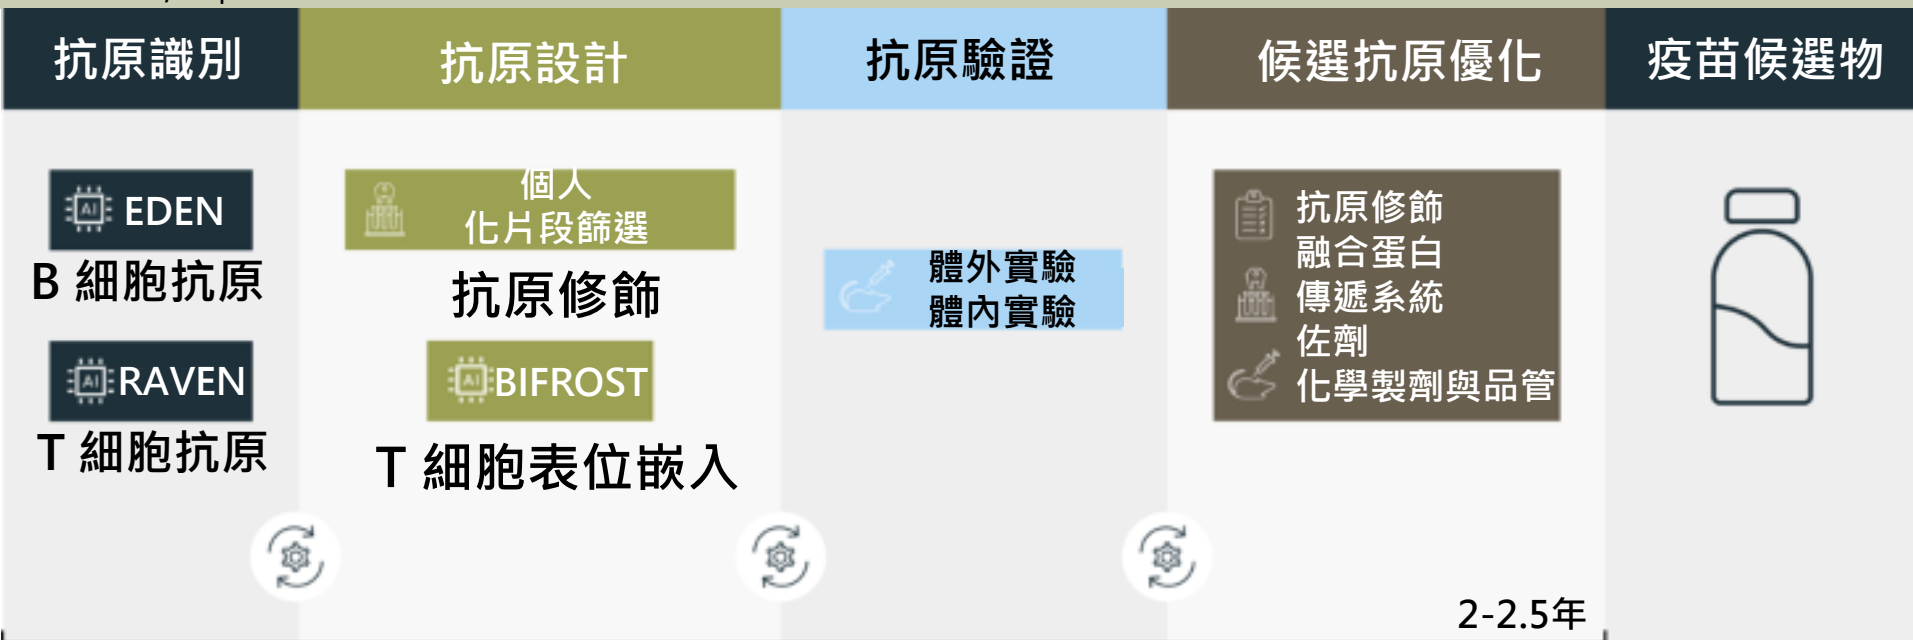 抗原識別
抗原設計
抗原驗證
候選抗原優化
疫苗候選物
AI EDEN
B 細胞抗原
AI RAVEN
T 細胞抗原
個人
化片段篩選
抗原修飾
AI BIFROST
T 細胞表位嵌入
體外實驗
體內實驗
抗原修飾
融合蛋白
傳遞系統
佐劑
化學製劑與品管
2-2.5年